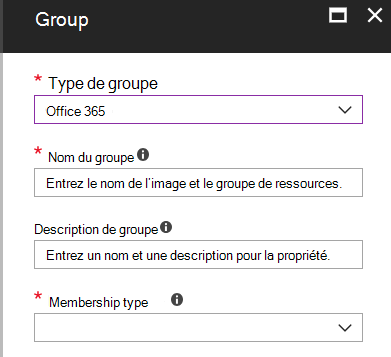 Group
* Type de groupe
Office 365
* Nom du groupe
Entrez le nom de l'image et le groupe de ressources.
Description de groupe
Entrez un nom et une description pour la propriété.
* Membership type